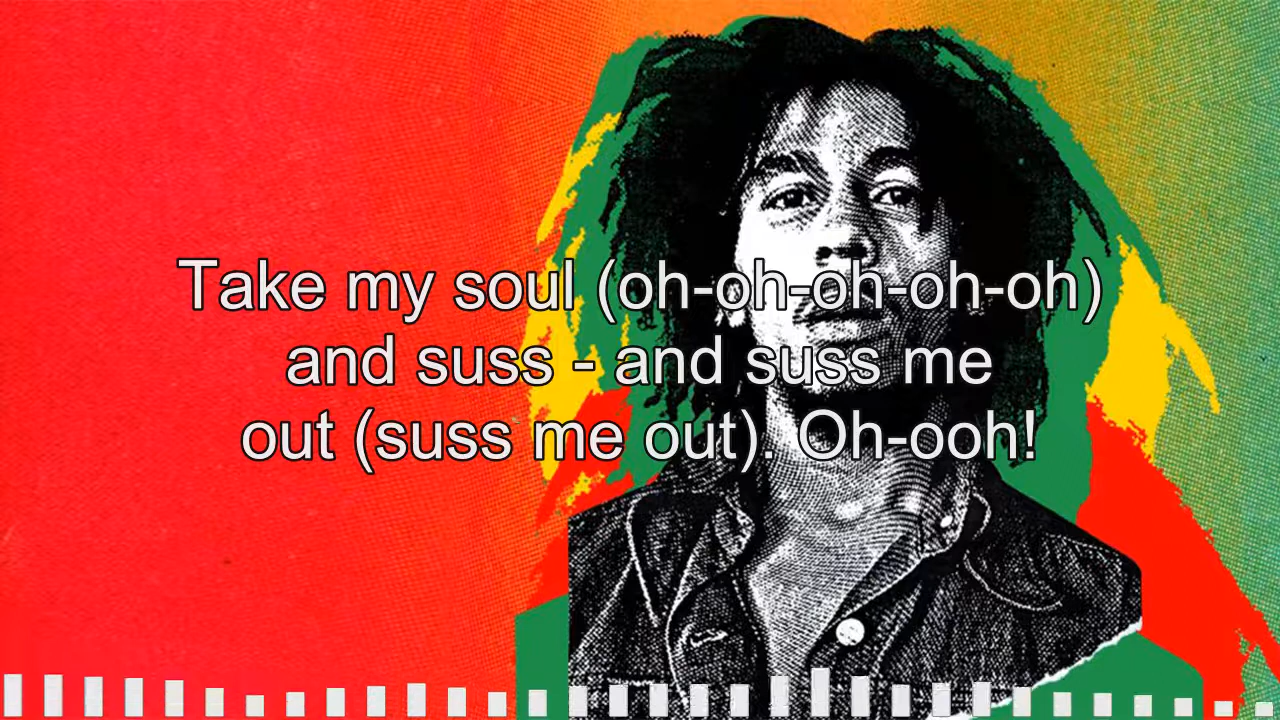 Take my soul (oh-oh-oh-oh-oh)
and suss - and suss me
out (suss me out). Oh-ooh!